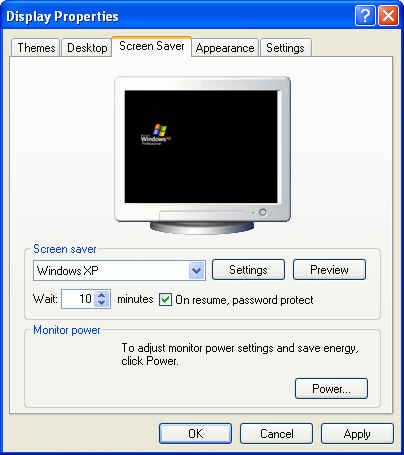 Display Properties
Themes Desktop Screen Saver Appearance Settings
Windows xp
Professional
Screen saver
Windows XP Settings Preview
Wait: 10 minutes On resume, password protect
Monitor power
To adjust monitor power settings and save energy,
click Power.
Power...
OK Cancel Apply